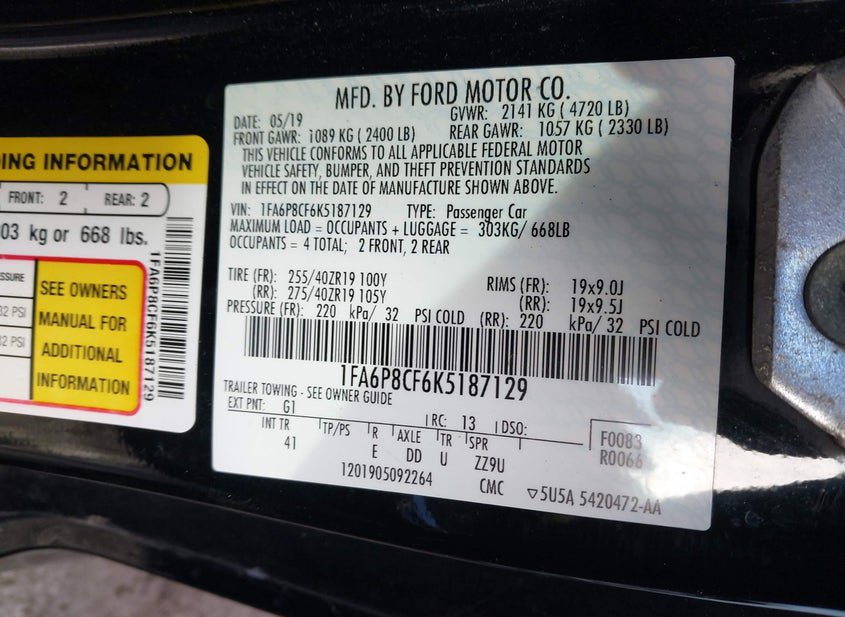 MFD. BY FORD MOTOR CO.
DATE: 05/19 GVWR: 2141 KG ( 4720 LB)
FRONT GAWR: 1089 KG ( 2400 LB) REAR GAWR: 1057 KG ( 2330 LB)
THIS VEHICLE CONFORMS TO ALL APPLICABLE FEDERAL MOTOR
VEHICLE SAFETY, BUMPER, AND THEFT PREVENTION STANDARDS
IN EFFECT ON THE DATE OF MANUFACTURE SHOWN ABOVE.
VIN: 1FA6P8CF6K5187129 TYPE: Passenger Car
MAXIMUM LOAD = OCCUPANTS + LUGGAGE = 303KG/ 668LB
OCCUPANTS = 4 TOTAL; 2 FRONT, 2 REAR
TIRE (FR): 255/40ZR19 100Y RIMS (FR): 19x9.0J
(RR): 275/40ZR19 105Y (RR): 19x9.5J
PRESSURE (FR): 220 kPa/ 32 PSI COLD (RR): 220 kPa/ 32 PSI COLD
1FA6P8CF6K5187129
TRAILER TOWING - SEE OWNER GUIDE
EXT PNT: G1 RC: 13 DSO:
INT TR TP/PS R AXLE TR SPR F0083
41 E DD U ZZ9U R0066
1201905092264 CMC ▽5U5A 5420472-AA
DING INFORMATION
FRONT: 2 REAR: 2
03 kg or 668 lbs.
SSURE
32 PSI
32 PSI
SEE OWNERS
MANUAL FOR
ADDITIONAL
INFORMATION
1FA6P8CF6K5187129